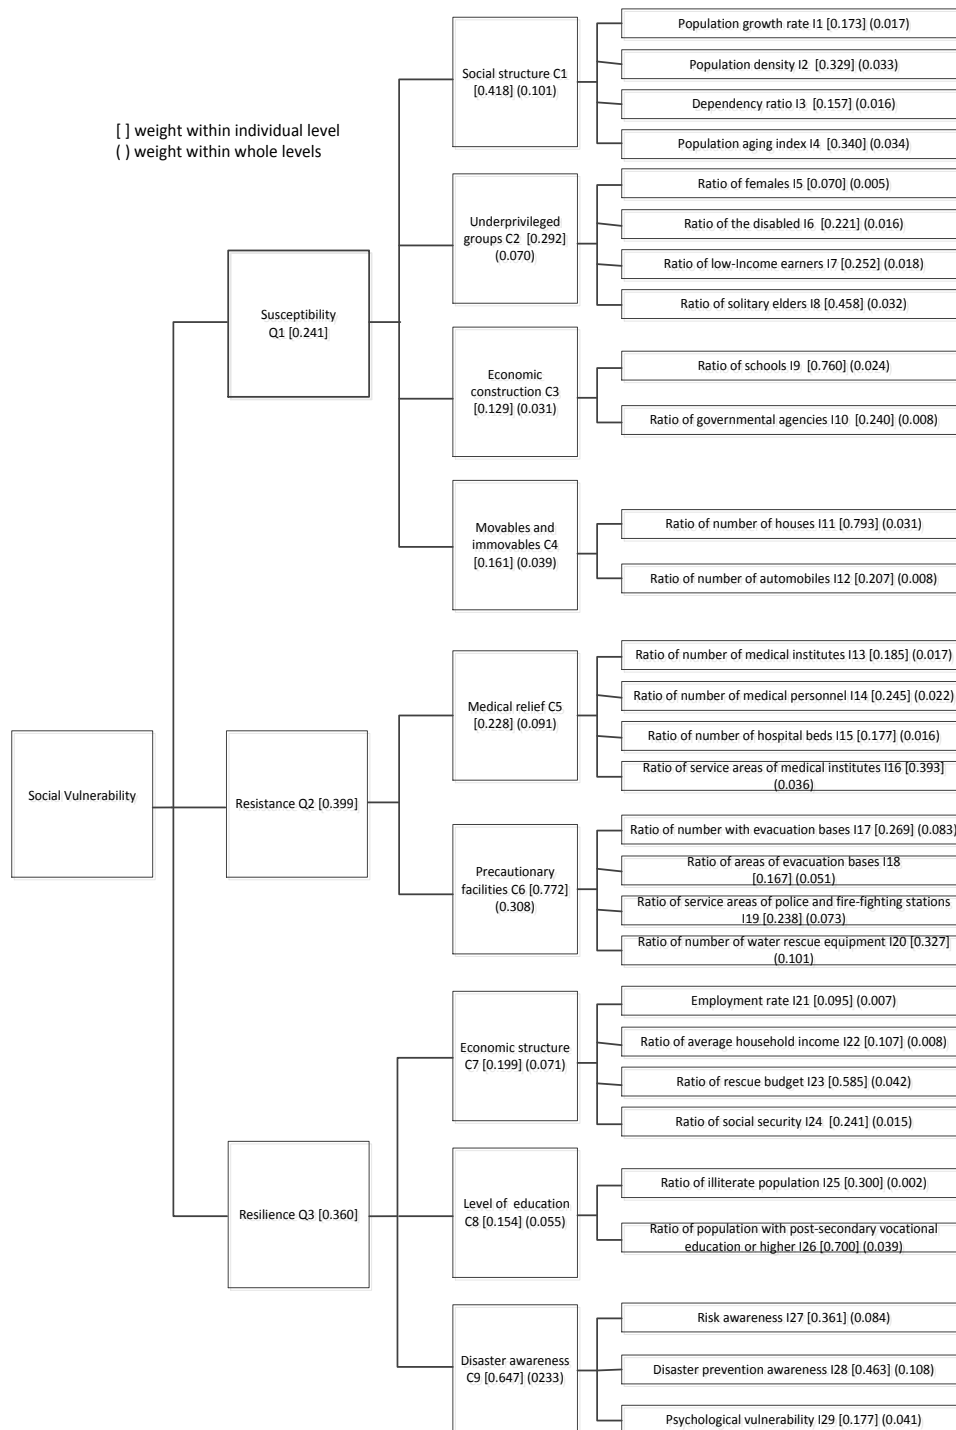 [ ] weight within individual level
( ) weight within whole levels
Social Vulnerability
Susceptibility
Q1 [0.241]
Social structure C1
[0.418] (0.101)
Population growth rate I1 [0.173] (0.017)
Population density I2 [0.329] (0.033)
Dependency ratio I3 [0.157] (0.016)
Population aging index I4 [0.340] (0.034)
Underprivileged
groups C2 [0.292]
(0.070)
Ratio of females I5 [0.070] (0.005)
Ratio of the disabled I6 [0.221] (0.016)
Ratio of low-Income earners I7 [0.252] (0.018)
Ratio of solitary elders I8 [0.458] (0.032)
Economic
construction C3
[0.129] (0.031)
Ratio of schools I9 [0.760] (0.024)
Ratio of governmental agencies I10 [0.240] (0.008)
Movables and
immovables C4
[0.161] (0.039)
Ratio of number of houses I11 [0.793] (0.031)
Ratio of number of automobiles I12 [0.207] (0.008)
Resistance Q2 [0.399]
Medical relief C5
[0.228] (0.091)
Ratio of number of medical institutes I13 [0.185] (0.017)
Ratio of number of medical personnel I14 [0.245] (0.022)
Ratio of number of hospital beds I15 [0.177] (0.016)
Ratio of service areas of medical institutes I16 [0.393]
(0.036)
Precautionary
facilities C6 [0.772]
(0.308)
Ratio of number with evacuation bases I17 [0.269] (0.083)
Ratio of areas of evacuation bases I18
[0.167] (0.051)
Ratio of service areas of police and fire-fighting stations
I19 [0.238] (0.073)
Ratio of number of water rescue equipment I20 [0.327]
(0.101)
Resilience Q3 [0.360]
Economic structure
C7 [0.199] (0.071)
Employment rate I21 [0.095] (0.007)
Ratio of average household income I22 [0.107] (0.008)
Ratio of rescue budget I23 [0.585] (0.042)
Ratio of social security I24 [0.241] (0.015)
Level of education
C8 [0.154] (0.055)
Ratio of illiterate population I25 [0.300] (0.002)
Ratio of population with post-secondary vocational
education or higher I26 [0.700] (0.039)
Disaster awareness
C9 [0.647] (0233)
Risk awareness I27 [0.361] (0.084)
Disaster prevention awareness I28 [0.463] (0.108)
Psychological vulnerability I29 [0.177] (0.041)